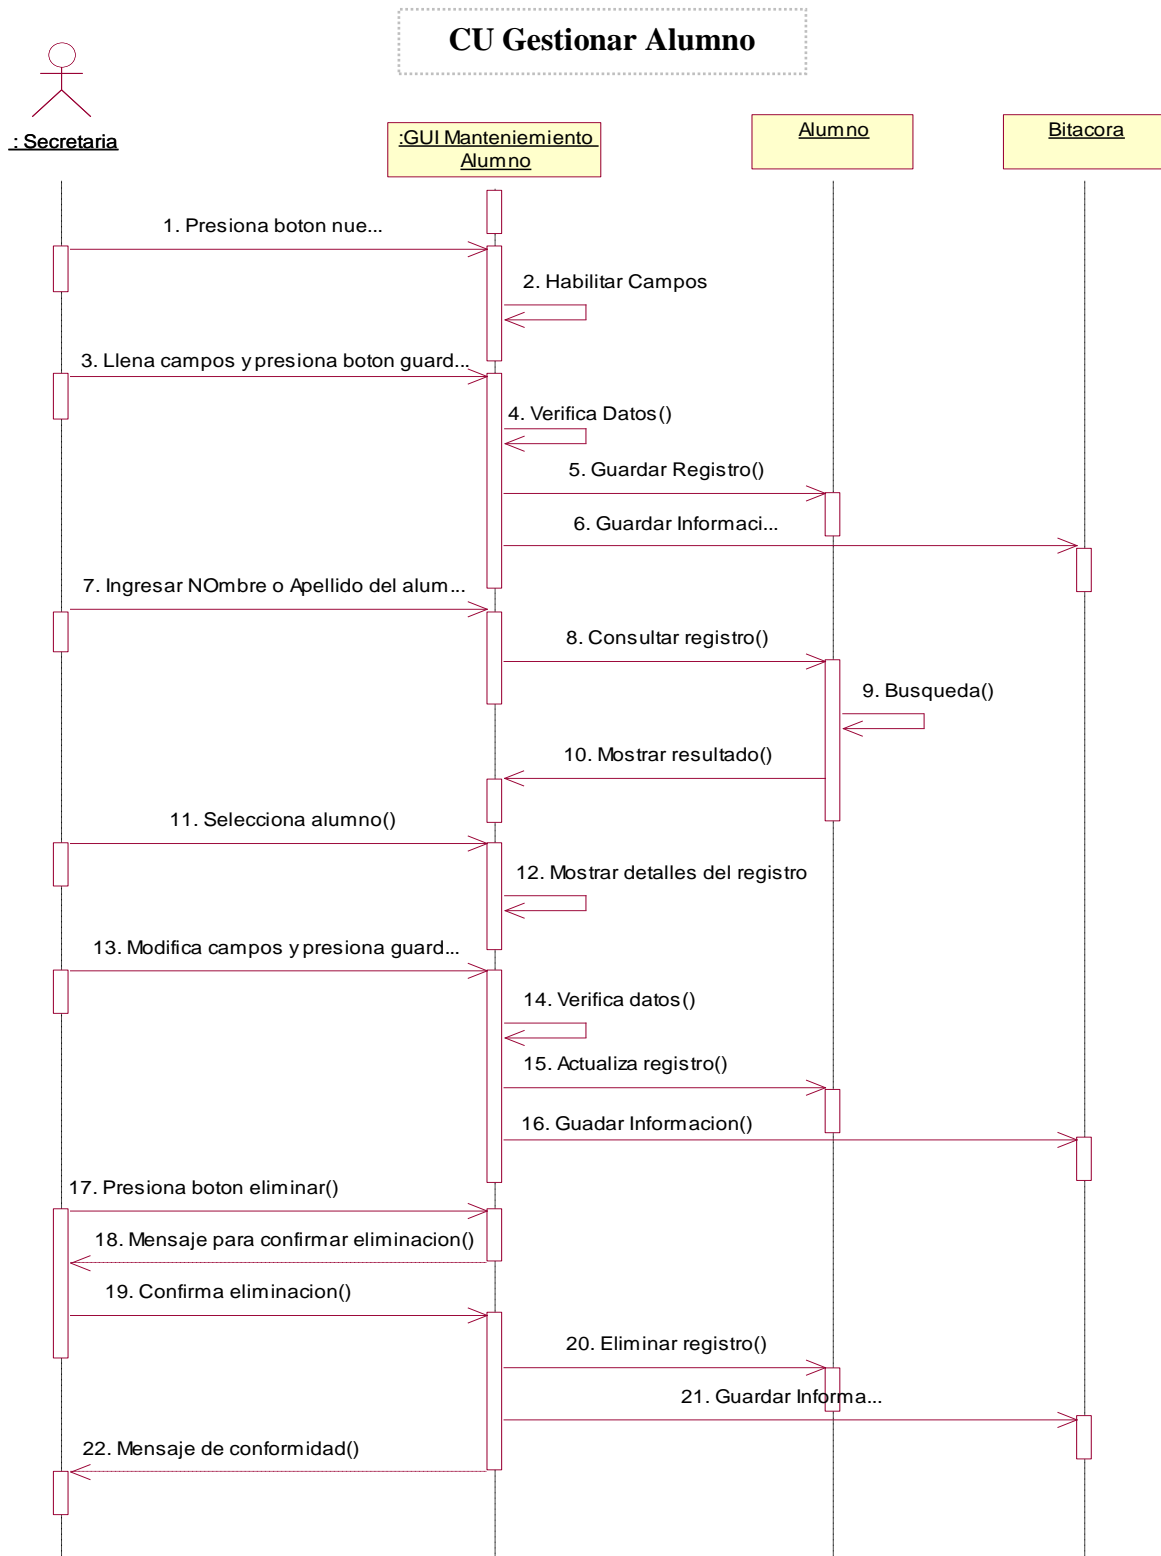 CU Gestionar Alumno
: Secretaria
:GUI Manteniemiento
Alumno
Alumno
Bitacora
1. Presiona boton nue...
2. Habilitar Campos
3. Llena campos y presiona boton guard...
4. Verifica Datos()
5. Guardar Registro()
6. Guardar Informaci...
7. Ingresar NOmbre o Apellido del alum...
8. Consultar registro()
9. Busqueda()
10. Mostrar resultado()
11. Selecciona alumno()
12. Mostrar detalles del registro
13. Modifica campos y presiona guard...
14. Verifica datos()
15. Actualiza registro()
16. Guadar Informacion()
17. Presiona boton eliminar()
18. Mensaje para confirmar eliminacion()
19. Confirma eliminacion()
20. Eliminar registro()
21. Guardar Informa...
22. Mensaje de conformidad()